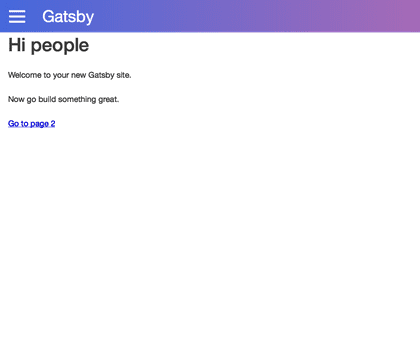 Gatsby
Hi people
Welcome to your new Gatsby site.
Now go build something great.
Go to page 2